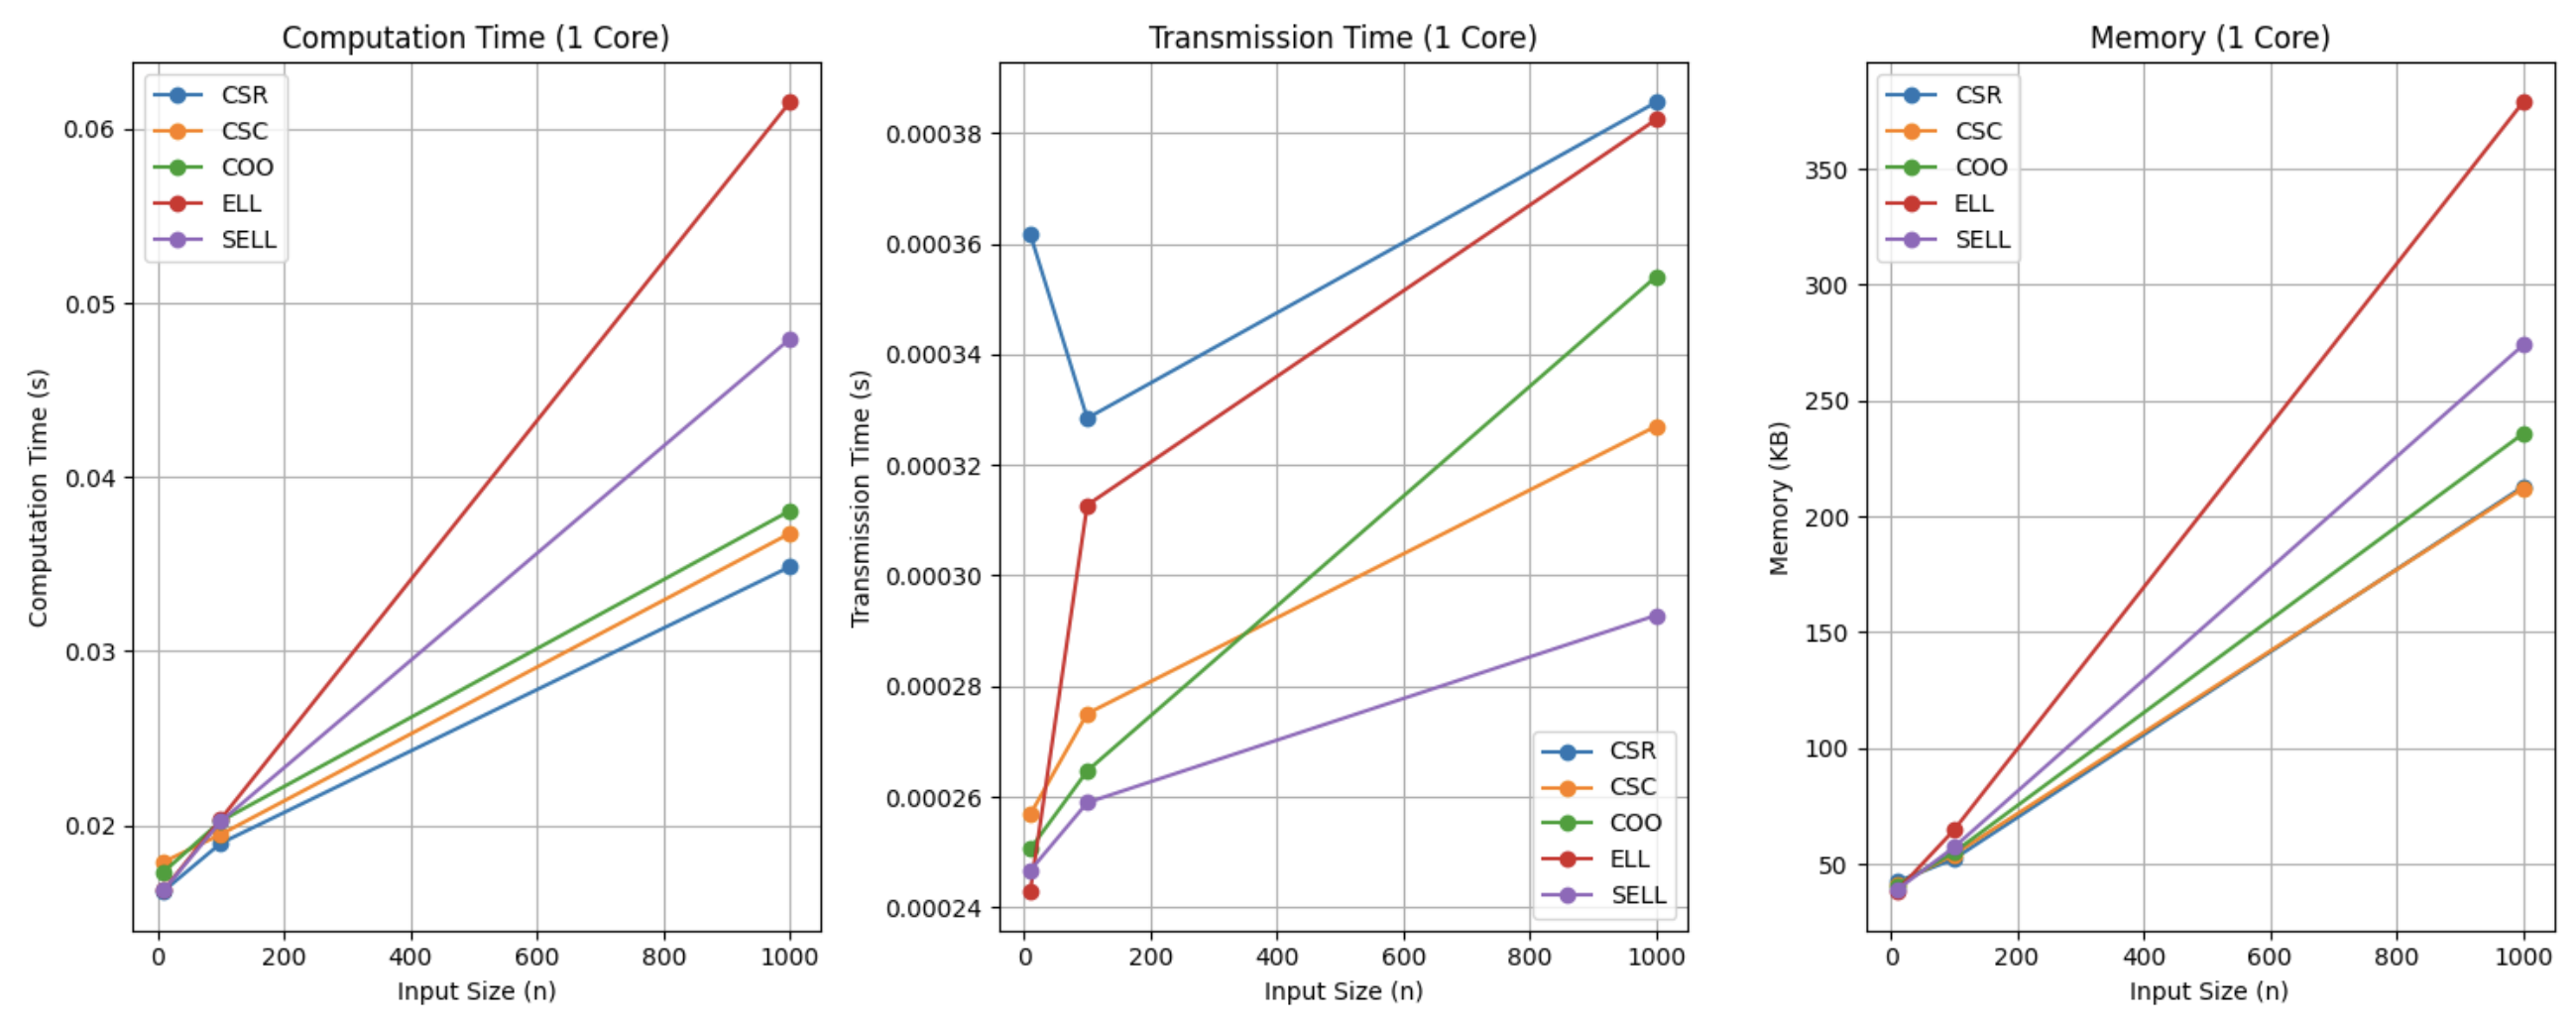 Computation Time (1 Core)
Computation Time (s)
0.06
0.05
0.04
0.03
0.02
CSR
CSC
COO
ELL
SELL
0 200 400 600 800 1000
Input Size (n)
Transmission Time (1 Core)
Transmission Time (s)
0.00038
0.00036
0.00034
0.00032
0.00030
0.00028
0.00026
0.00024
CSR
CSC
COO
ELL
SELL
0 200 400 600 800 1000
Input Size (n)
Memory (1 Core)
Memory (KB)
350
300
250
200
150
100
50
CSR
CSC
COO
ELL
SELL
0 200 400 600 800 1000
Input Size (n)